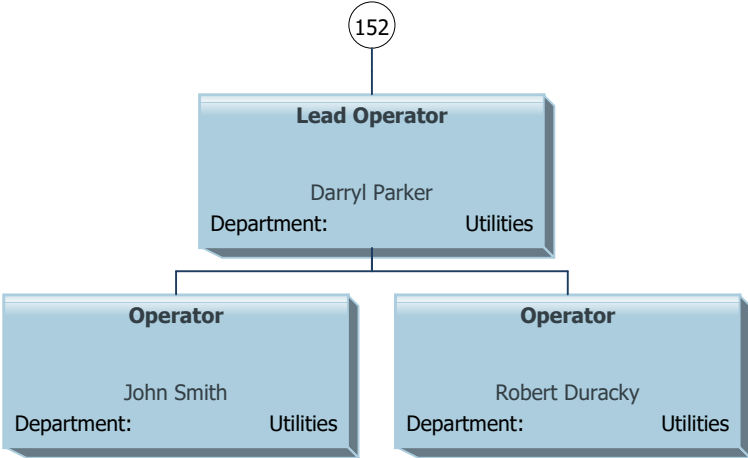 152
Lead Operator
Darryl Parker
Department: Utilities
Operator
John Smith
Department: Utilities
Operator
Robert Duracky
Department: Utilities